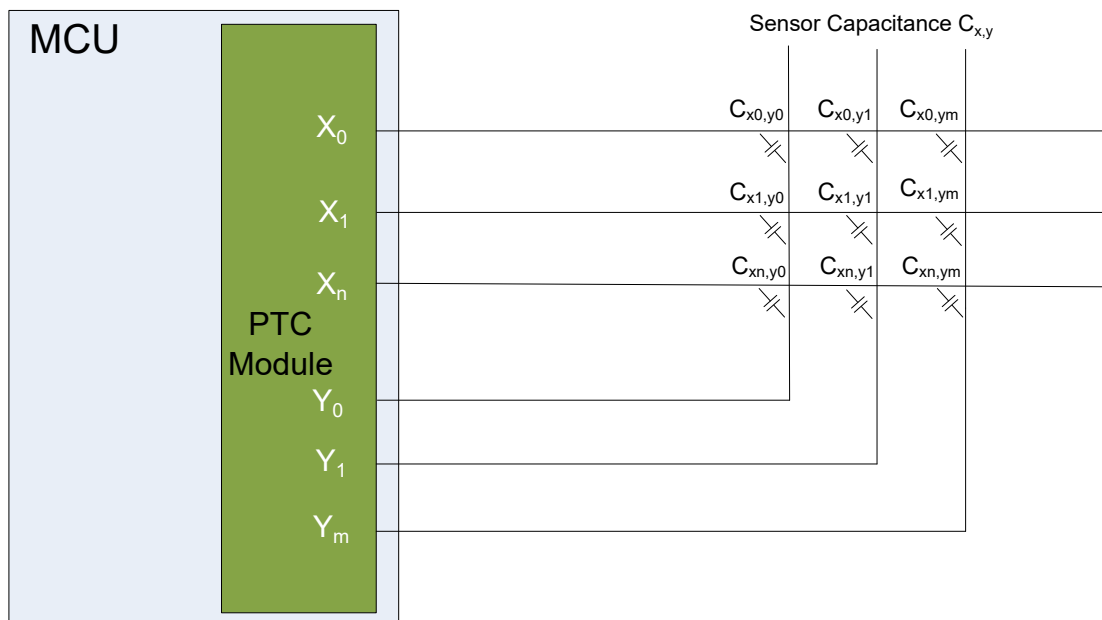 MCU
Sensor Capacitance Cx,y
X0
Cx0,y0 Cx0,y1 Cx0,ym
X1
Cx1,y0 Cx1,y1 Cx1,ym
Xn
Cxn,y0 Cxn,y1 Cxn,ym
PTC
Module
Y0
Y1
Ym